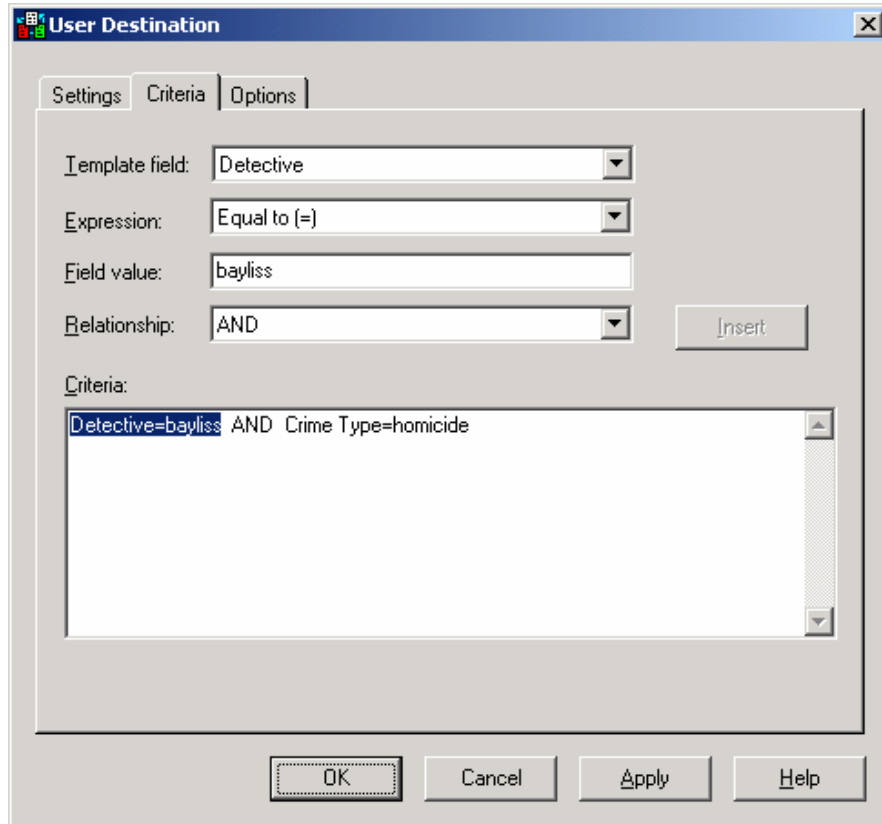 User Destination
Settings Criteria Options
Template field: Detective
Expression: Equal to (=)
Field value: bayliss
Relationship: AND Insert
Criteria:
Detective=bayliss AND Crime Type=homicide
OK Cancel Apply Help